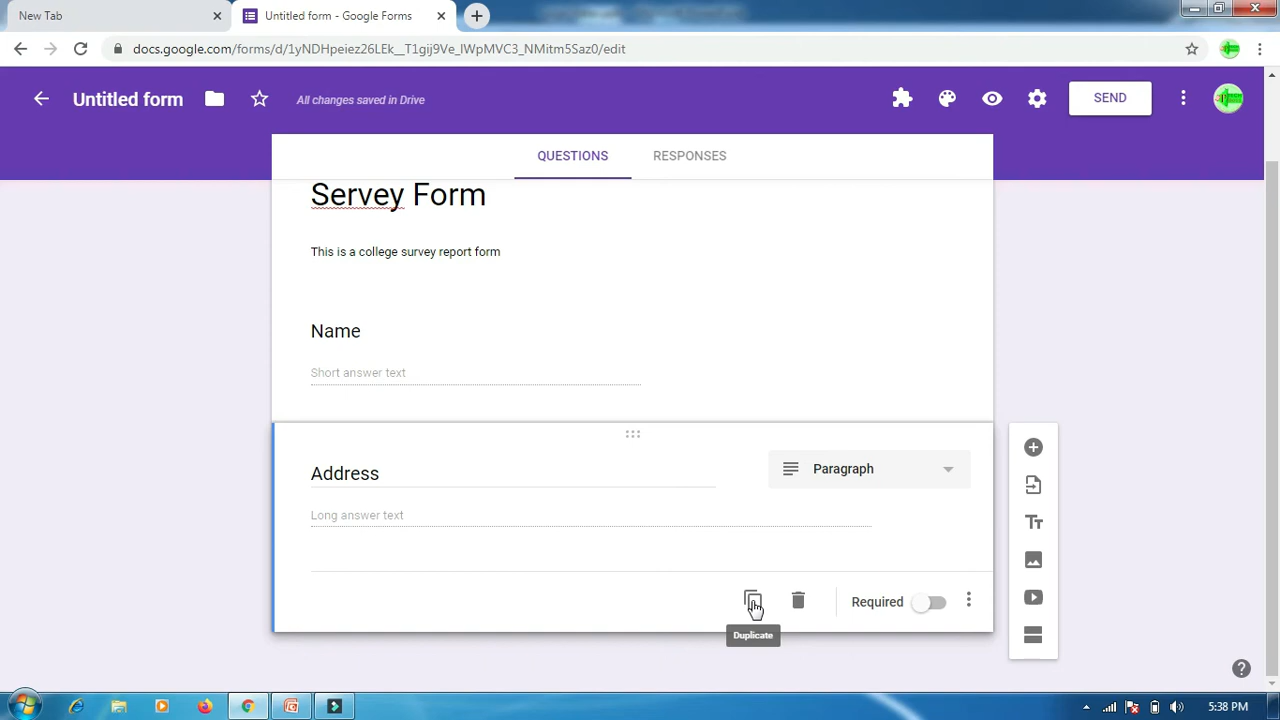 New Tab
Untitled form - Google Forms
docs.google.com/forms/d/1yNDHpeiez26LEk__T1gij9Ve_lWpMVC3_NMitm5Saz0/edit
Untitled form
All changes saved in Drive
SEND
QUESTIONS
RESPONSES
Servey Form
This is a college survey report form
Name
Short answer text
Address
Paragraph
Long answer text
Required
Duplicate
Tт
5:38 PM